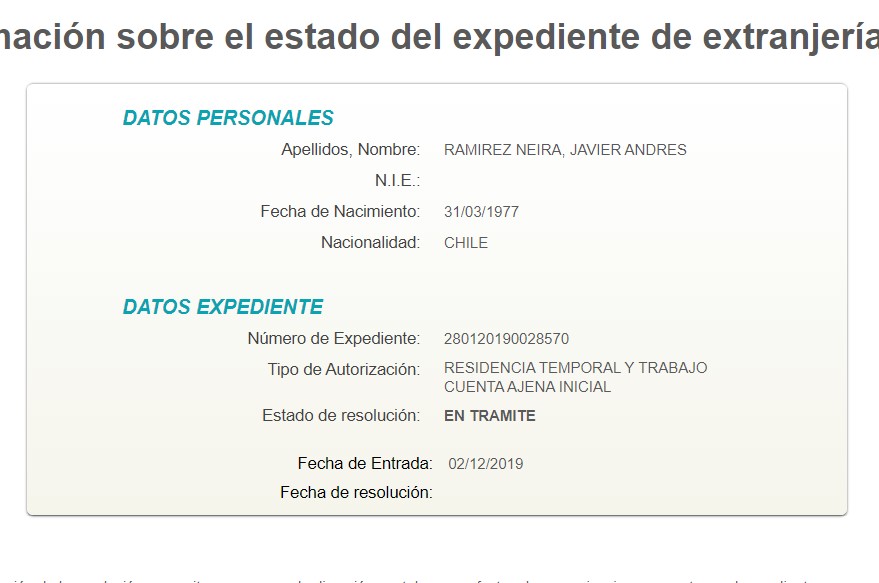 mación sobre el estado del expediente de extranjería
DATOS PERSONALES
Apellidos, Nombre: RAMIREZ NEIRA, JAVIER ANDRES
N.I.E.:
Fecha de Nacimiento: 31/03/1977
Nacionalidad: CHILE
DATOS EXPEDIENTE
Número de Expediente: 280120190028570
Tipo de Autorización: RESIDENCIA TEMPORAL Y TRABAJO
CUENTA AJENA INICIAL
Estado de resolución: EN TRAMITE
Fecha de Entrada: 02/12/2019
Fecha de resolución: